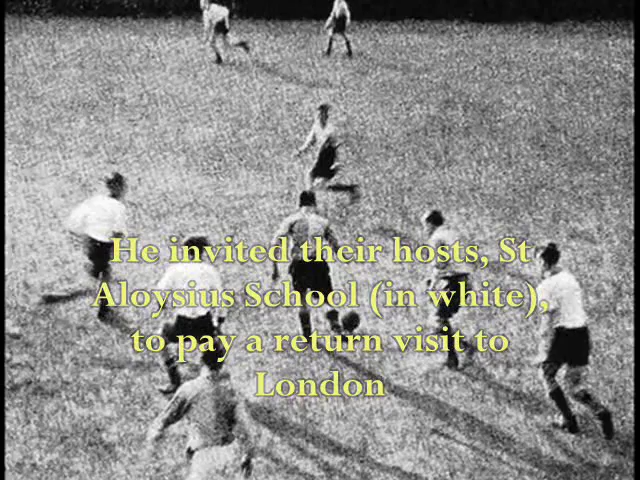 He invited their hosts, St
Aloysius School (in white),
to pay a return visit to
London